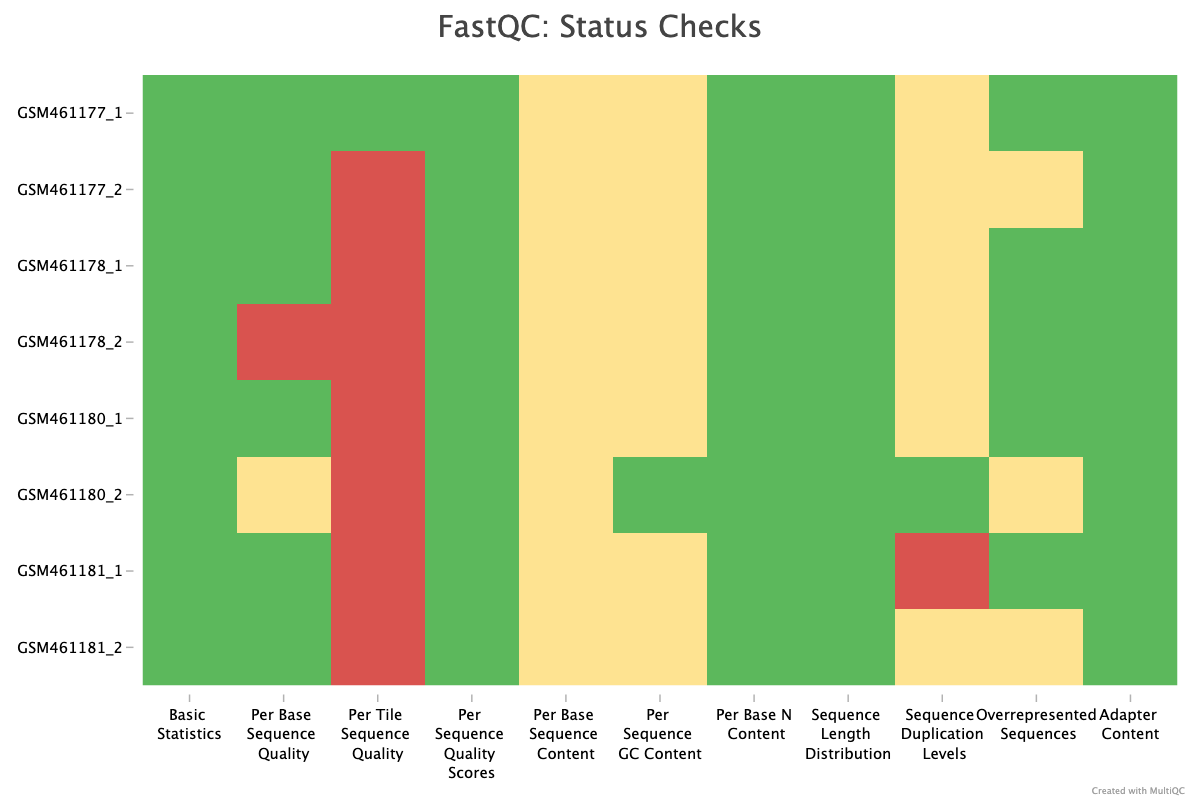 FastQC: Status Checks
GSM461177_1
GSM461177_2
GSM461178_1
GSM461178_2
GSM461180_1
GSM461180_2
GSM461181_1
GSM461181_2
Basic
Statistics
Per Base
Sequence
Quality
Per Tile
Sequence
Quality
Per
Sequence
Quality
Scores
Per Base
Sequence
Content
Per
Sequence
GC Content
Per Base N
Content
Sequence
Length
Distribution
Sequence
Duplication
Levels
Overrepresented
Sequences
Adapter
Content
Created with MultiQC